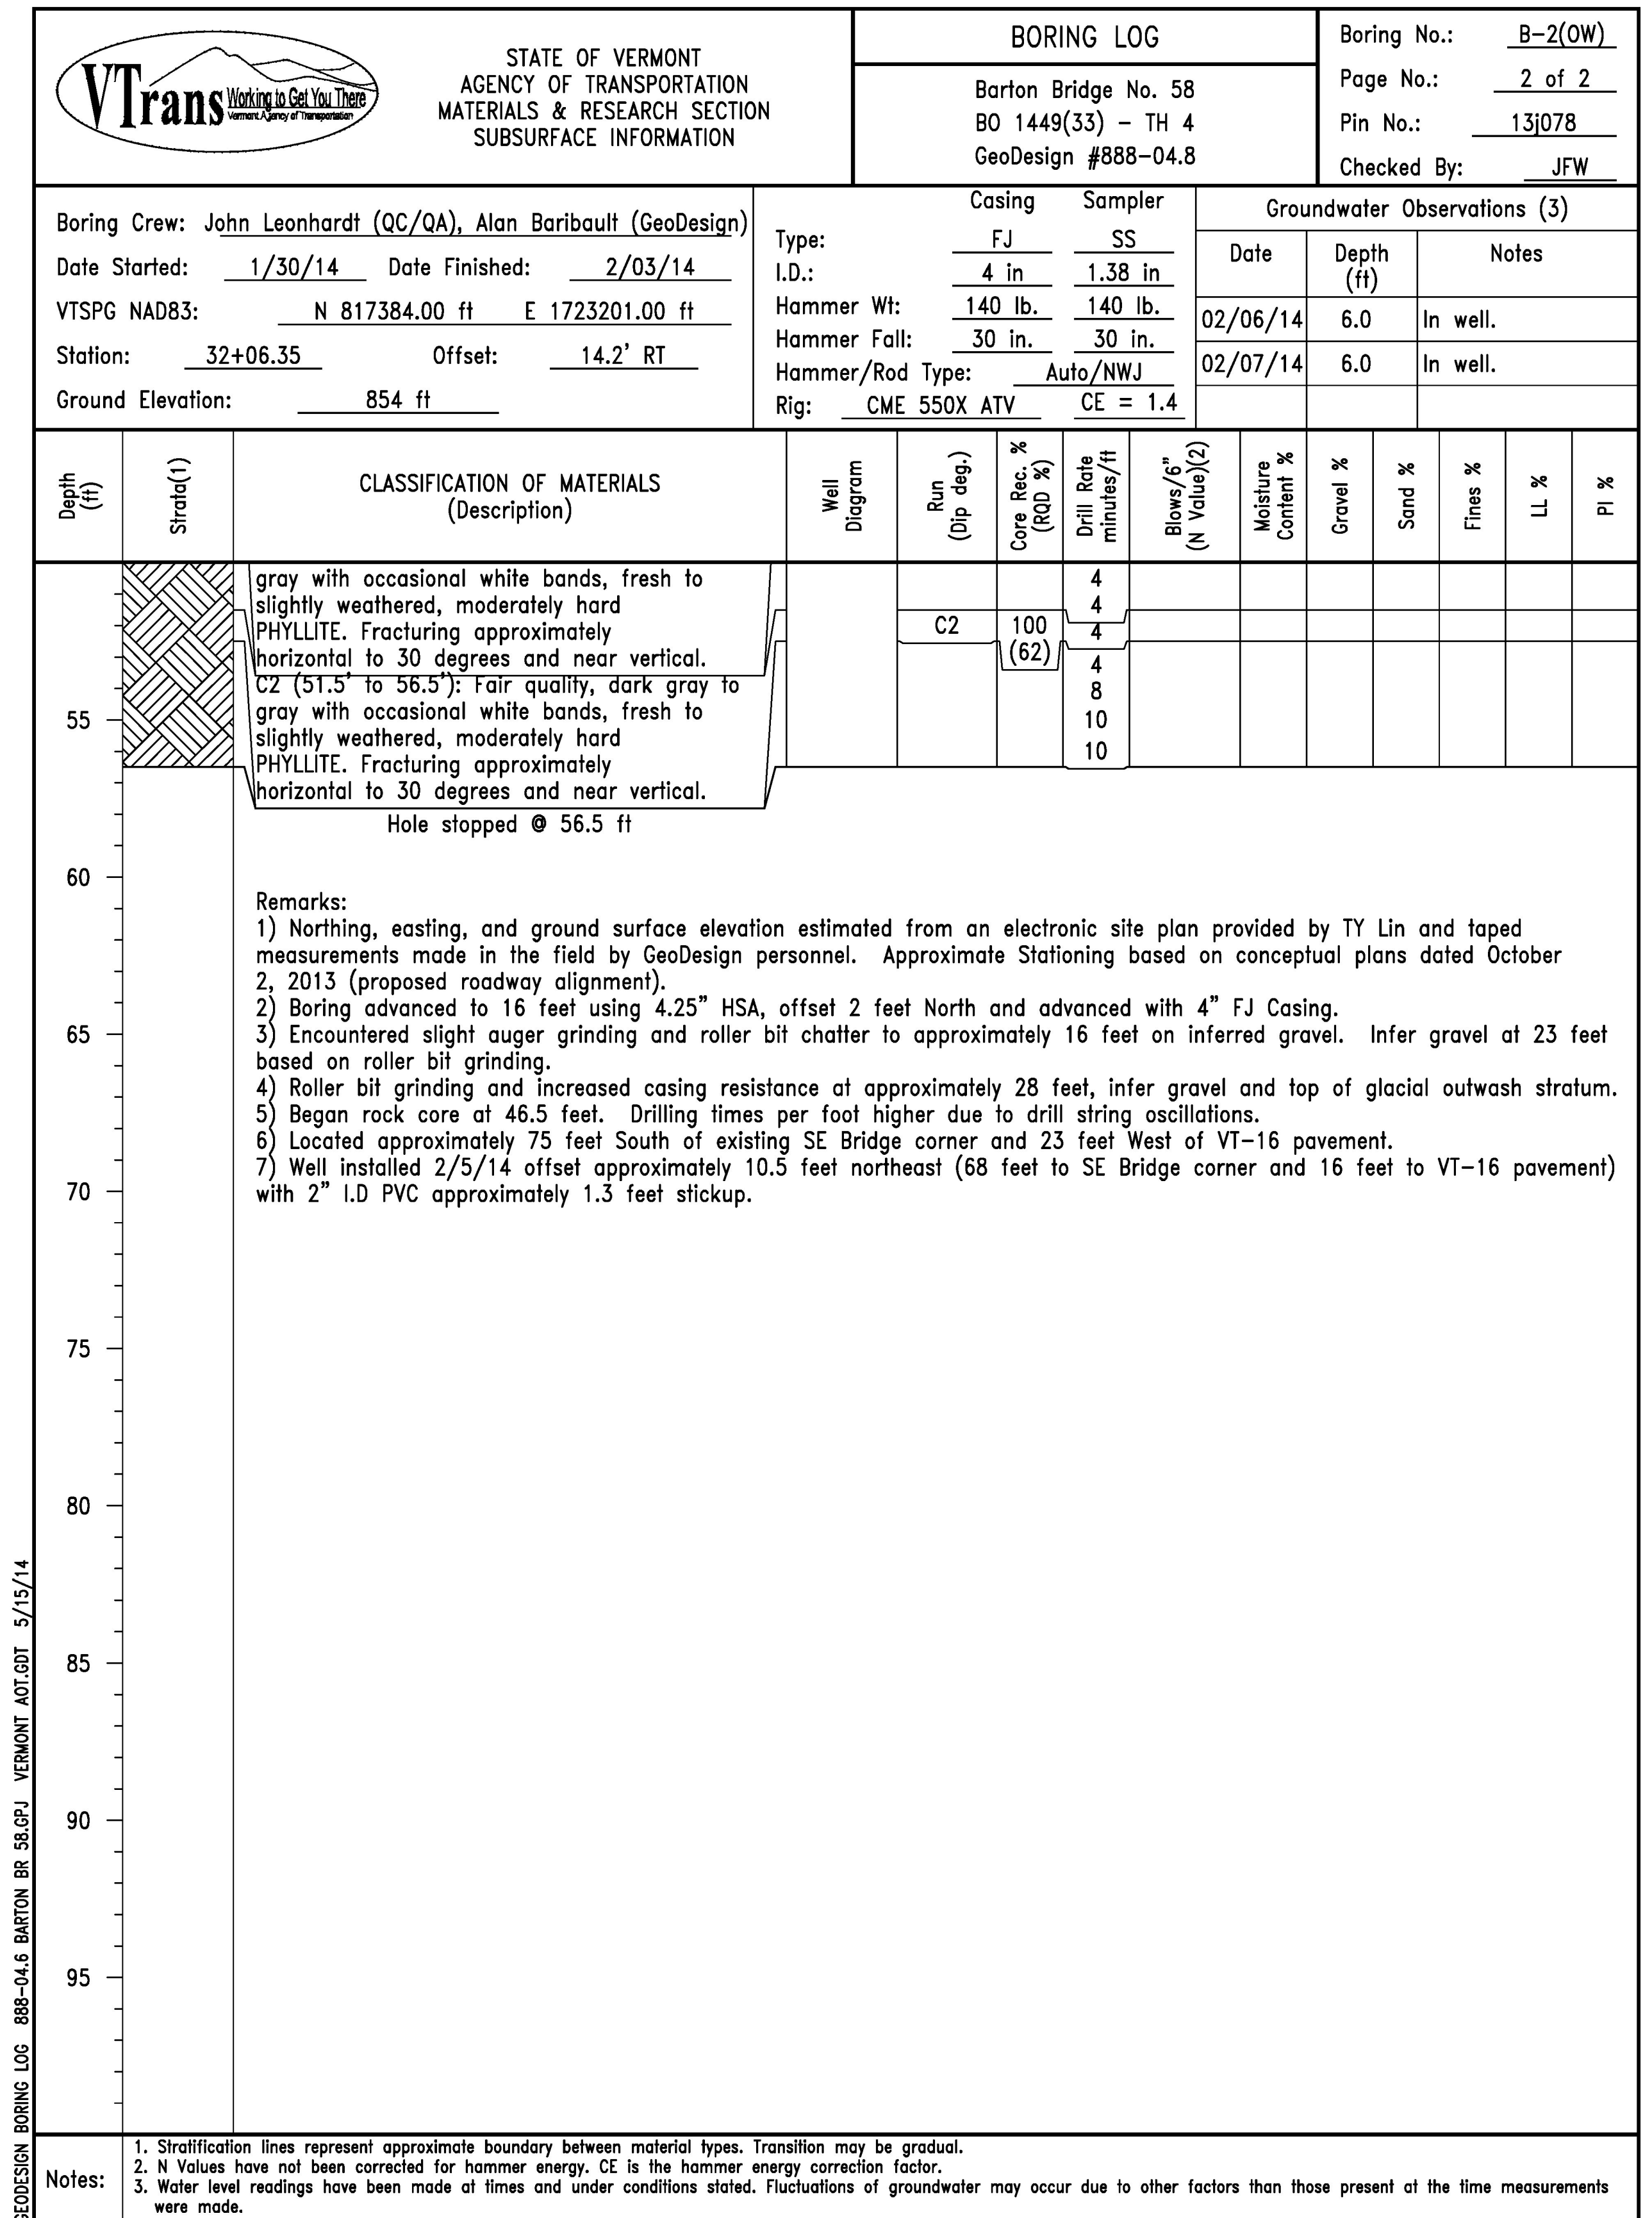 VTrans Working to Get You There
Vermont Agency of Transportation
STATE OF VERMONT
AGENCY OF TRANSPORTATION
MATERIALS & RESEARCH SECTION
SUBSURFACE INFORMATION
BORING LOG
Barton Bridge No. 58
BO 1449(33) - TH 4
GeoDesign #888-04.8
Boring No.: B-2(OW)
Page No.: 2 of 2
Pin No.: 13j078
Checked By: JFW
Boring Crew: John Leonhardt (QC/QA), Alan Baribault (GeoDesign)
Date Started: 1/30/14 Date Finished: 2/03/14
VTSPG NAD83: N 817384.00 ft E 1723201.00 ft
Station: 32+06.35 Offset: 14.2' RT
Ground Elevation: 854 ft
Casing Sampler
Type: FJ SS
I.D.: 4 in 1.38 in
Hammer Wt: 140 lb. 140 lb.
Hammer Fall: 30 in. 30 in.
Hammer/Rod Type: Auto/NWJ
Rig: CME 550X ATV CE = 1.4
Groundwater Observations (3)
Date Depth (ft) Notes
02/06/14 6.0 In well.
02/07/14 6.0 In well.
Depth (ft)
Strata(1)
CLASSIFICATION OF MATERIALS
(Description)
Well Diagram
Run (Dip deg.)
Core Rec. % (RQD %)
Drill Rate minutes/ft
Blows/6" (N Value)(2)
Moisture Content %
Gravel %
Sand %
Fines %
LL %
PI %
gray with occasional white bands, fresh to
slightly weathered, moderately hard
PHYLLITE. Fracturing approximately
horizontal to 30 degrees and near vertical.
C2 (51.5' to 56.5'): Fair quality, dark gray to
gray with occasional white bands, fresh to
slightly weathered, moderately hard
PHYLLITE. Fracturing approximately
horizontal to 30 degrees and near vertical.
Hole stopped @ 56.5 ft
C2
100
(62)
4
4
4
4
8
10
10
55
60
65
70
75
80
85
90
95
Remarks:
1) Northing, easting, and ground surface elevation estimated from an electronic site plan provided by TY Lin and taped
measurements made in the field by GeoDesign personnel. Approximate Stationing based on conceptual plans dated October
2, 2013 (proposed roadway alignment).
2) Boring advanced to 16 feet using 4.25" HSA, offset 2 feet North and advanced with 4" FJ Casing.
3) Encountered slight auger grinding and roller bit chatter to approximately 16 feet on inferred gravel. Infer gravel at 23 feet
based on roller bit grinding.
4) Roller bit grinding and increased casing resistance at approximately 28 feet, infer gravel and top of glacial outwash stratum.
5) Began rock core at 46.5 feet. Drilling times per foot higher due to drill string oscillations.
6) Located approximately 75 feet South of existing SE Bridge corner and 23 feet West of VT-16 pavement.
7) Well installed 2/5/14 offset approximately 10.5 feet northeast (68 feet to SE Bridge corner and 16 feet to VT-16 pavement)
with 2" I.D PVC approximately 1.3 feet stickup.
GEODESIGN BORING LOG 888-04.6 BARTON BR 58.GPJ VERMONT AOT.GDT 5/15/14
Notes:
1. Stratification lines represent approximate boundary between material types. Transition may be gradual.
2. N Values have not been corrected for hammer energy. CE is the hammer energy correction factor.
3. Water level readings have been made at times and under conditions stated. Fluctuations of groundwater may occur due to other factors than those present at the time measurements
were made.